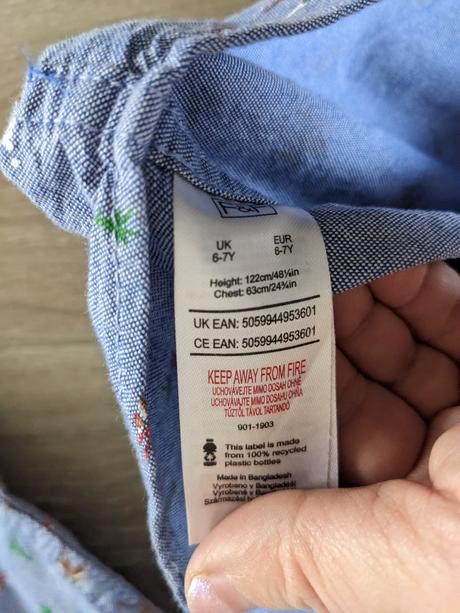 F&F
UK EUR
6-7Y 6-7Y
Height: 122cm/48⅛in
Chest: 63cm/24¾in
UK EAN: 5059944953601
CE EAN: 5059944953601
KEEP AWAY FROM FIRE
UCHOVÁVEJTE MIMO DOSAH OHNĚ
UCHOVÁVAJTE MIMO DOSAHU OHŇA
TŰZTŐL TÁVOL TARTANDÓ
901-1903
This label is made
from 100% recycled
plastic bottles
Made in Bangladesh
Vyrobeno v Bangladéši
Vyrobené v
Származási